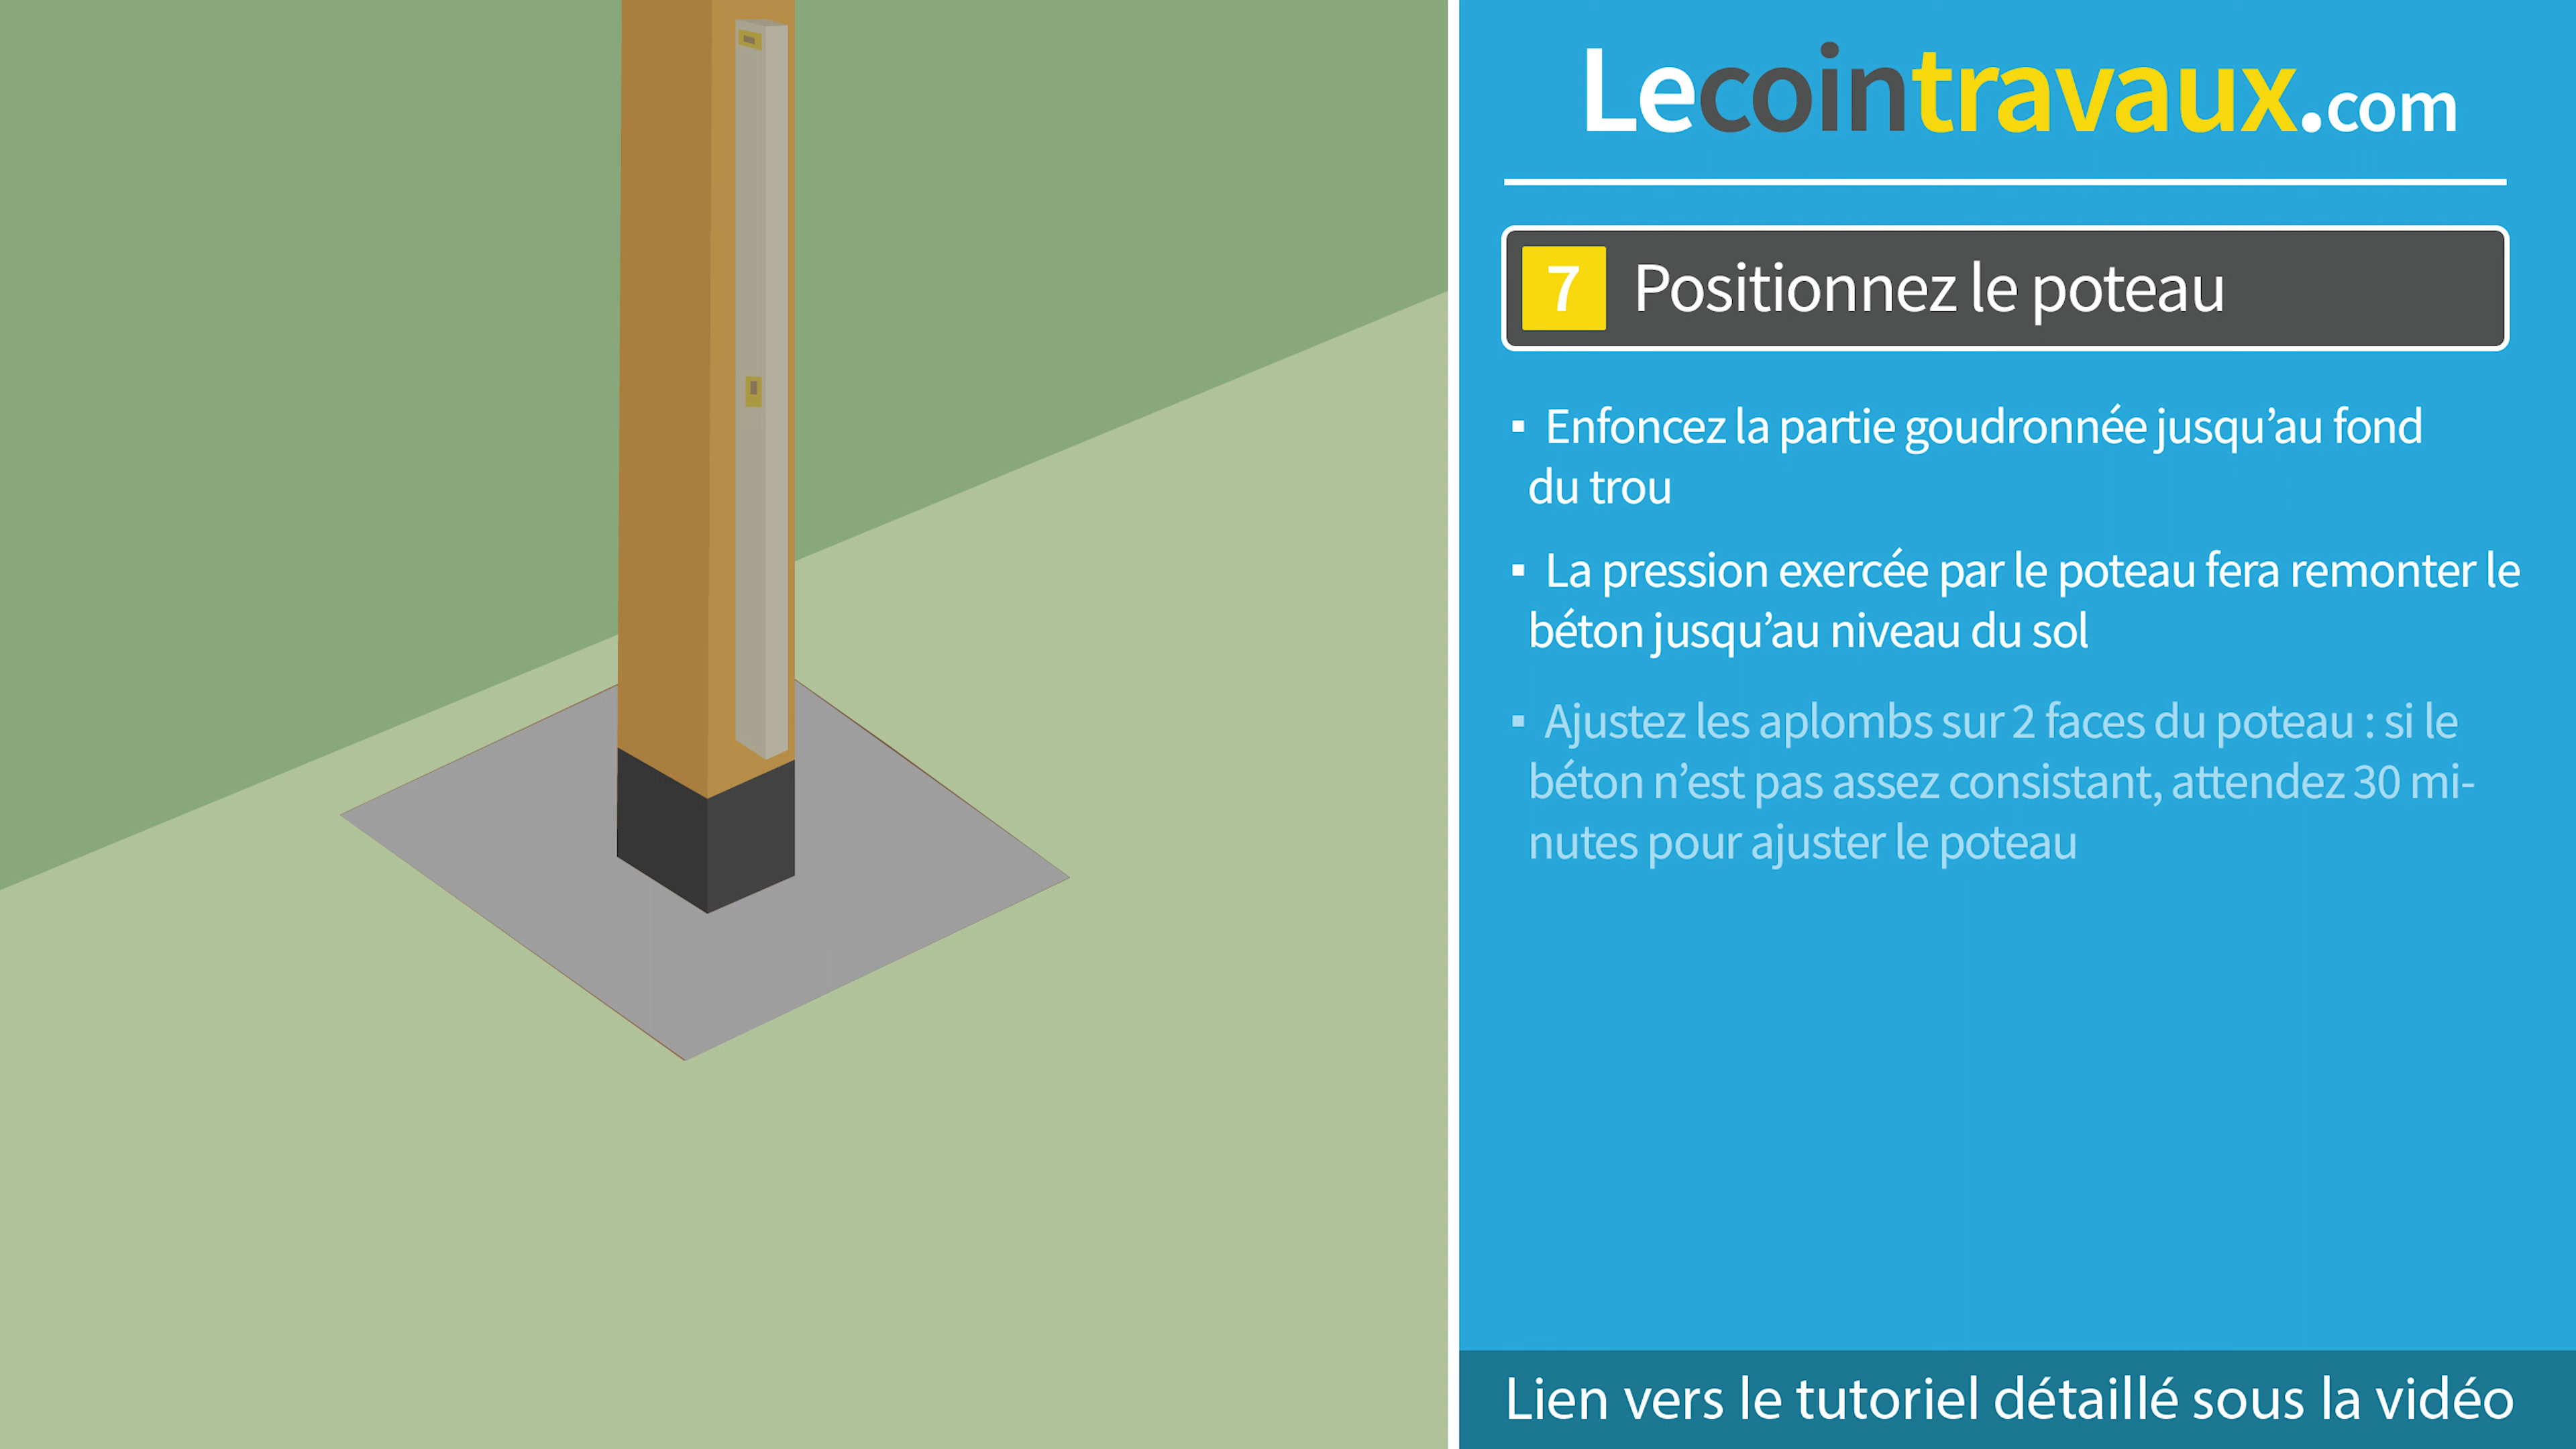 Lecointravaux.com
7 Positionnez le poteau
▪ Enfoncez la partie goudronnée jusqu’au fond
du trou
▪ La pression exercée par le poteau fera remonter le
béton jusqu’au niveau du sol
▪ Ajustez les aplombs sur 2 faces du poteau : si le
béton n’est pas assez consistant, attendez 30 mi-
nutes pour ajuster le poteau
Lien vers le tutoriel détaillé sous la vidéo